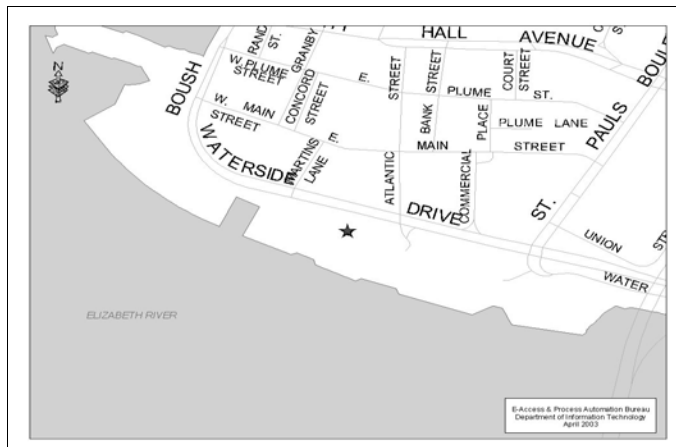 HALL AVENUE
RAND
ST.
GRANBY
W. PLUME
STREET
BOUSH
CONCORD
STREET
E.
PLUME
ST.
STREET
STREET
COURT
STREET
W. MAIN
STREET
BANK
PLACE
PLUME LANE
PAULS
E.
MAIN
STREET
WATERSIDE
MARTINS
LANE
ATLANTIC
COMMERCIAL
DRIVE
ST.
UNION
WATER
N
ELIZABETH RIVER
E-Access & Process Automation Bureau
Department of Information Technology
April 2003